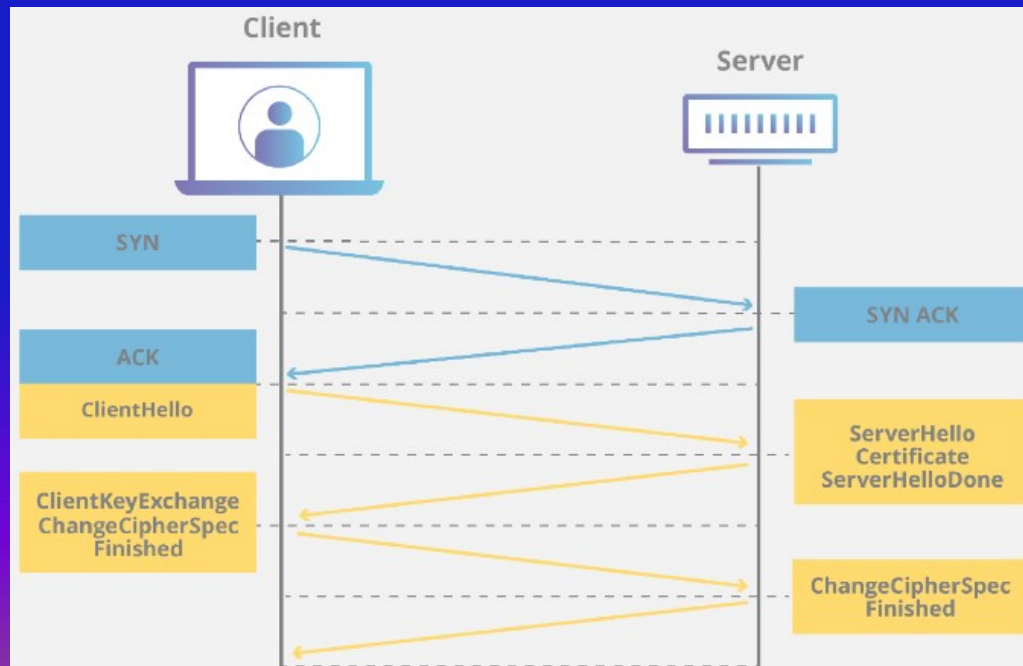 Client
Server
SYN
SYN ACK
ACK
ClientHello
ServerHello
Certificate
ServerHelloDone
ClientKeyExchange
ChangeCipherSpec
Finished
ChangeCipherSpec
Finished